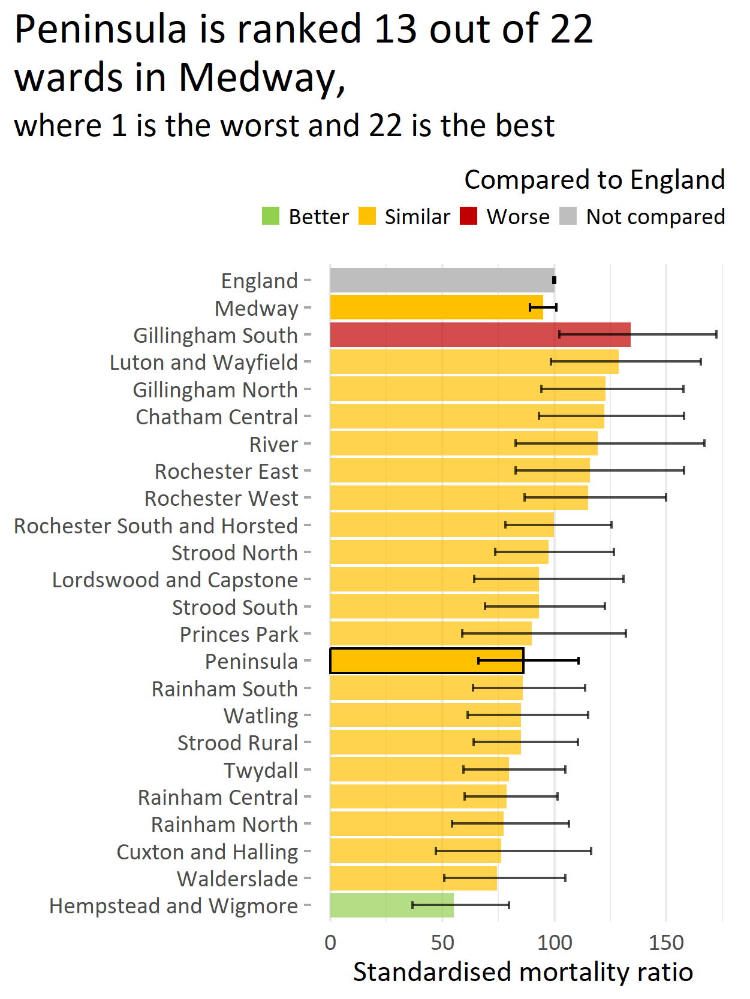 Peninsula is ranked 13 out of 22
wards in Medway,
where 1 is the worst and 22 is the best
Compared to England
Better Similar Worse Not compared
England
Medway
Gillingham South
Luton and Wayfield
Gillingham North
Chatham Central
River
Rochester East
Rochester West
Rochester South and Horsted
Strood North
Lordswood and Capstone
Strood South
Princes Park
Peninsula
Rainham South
Watling
Strood Rural
Twydall
Rainham Central
Rainham North
Cuxton and Halling
Walderslade
Hempstead and Wigmore
0 50 100 150
Standardised mortality ratio